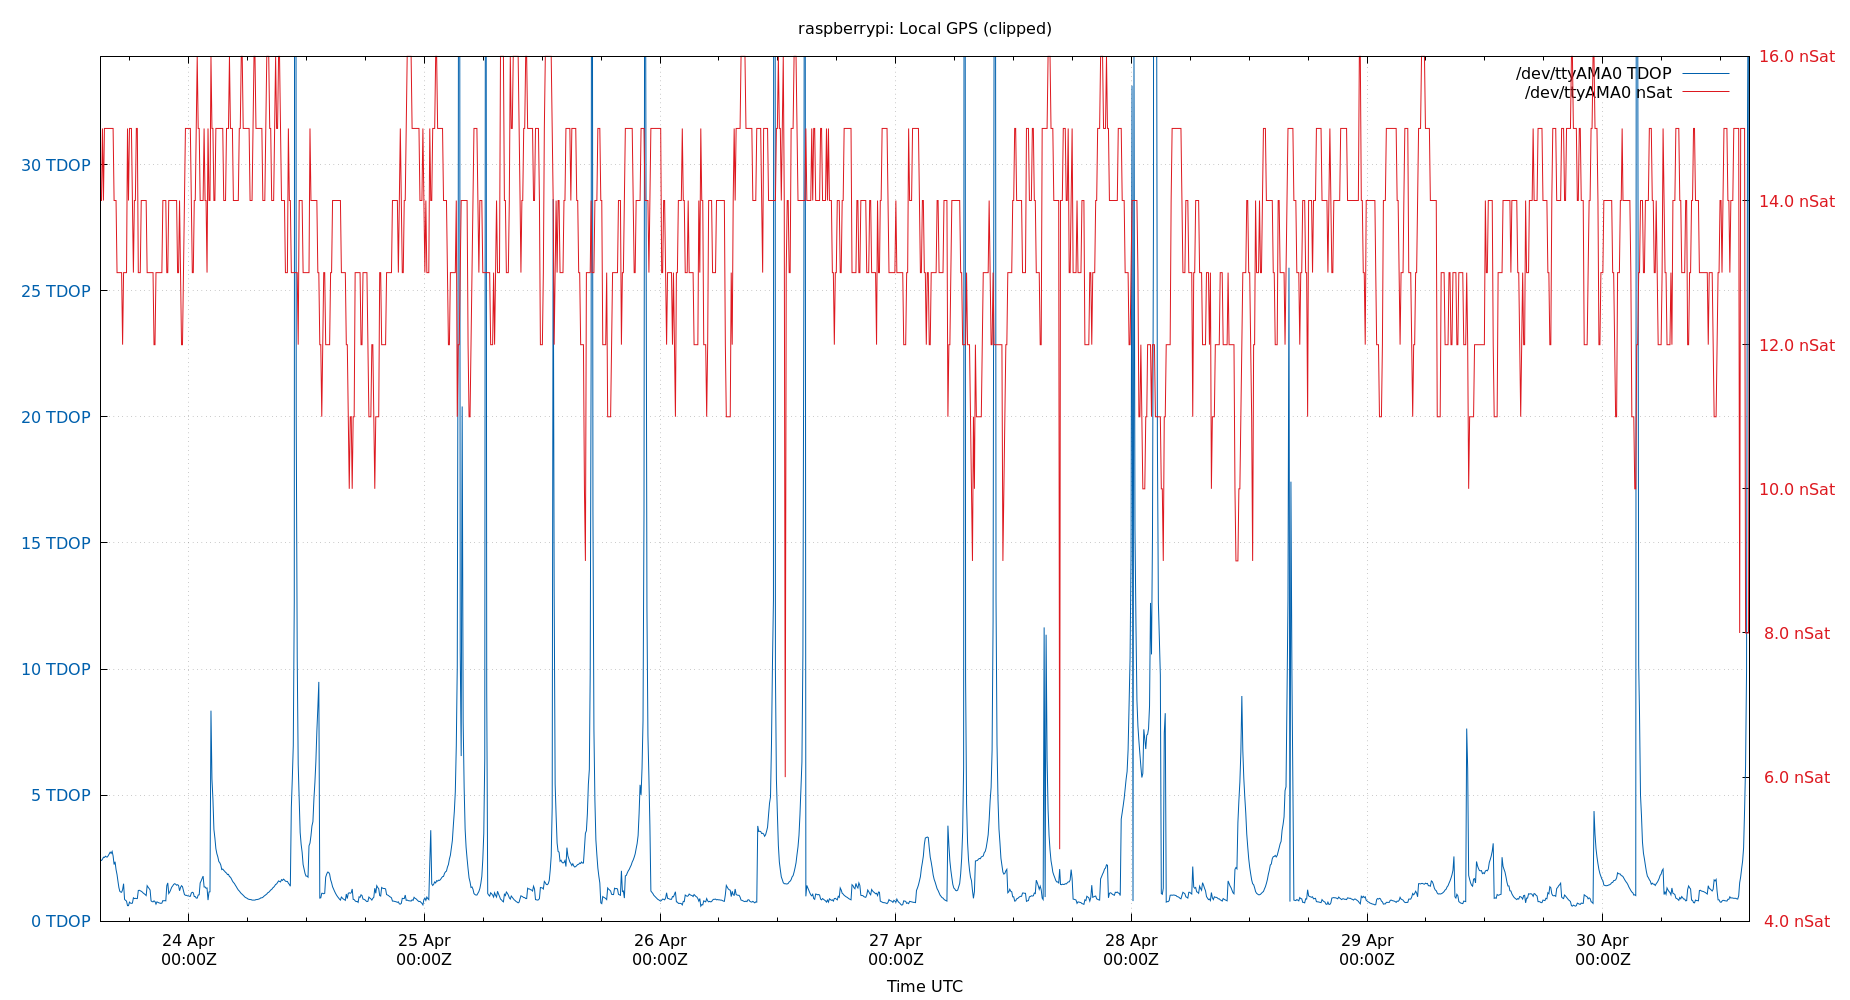 raspberrypi: Local GPS (clipped)
16.0 nSat
/dev/ttyAMA0 TDOP
/dev/ttyAMA0 nSat
30 TDOP
14.0 nSat
25 TDOP
12.0 nSat
20 TDOP
10.0 nSat
15 TDOP
8.0 nSat
10 TDOP
6.0 nSat
5 TDOP
0 TDOP
4.0 nSat
24 Apr 25 Apr 26 Apr 27 Apr 28 Apr 29 Apr 30 Apr
00:00Z 00:00Z 00:00Z 00:00Z 00:00Z 00:00Z 00:00Z
Time UTC